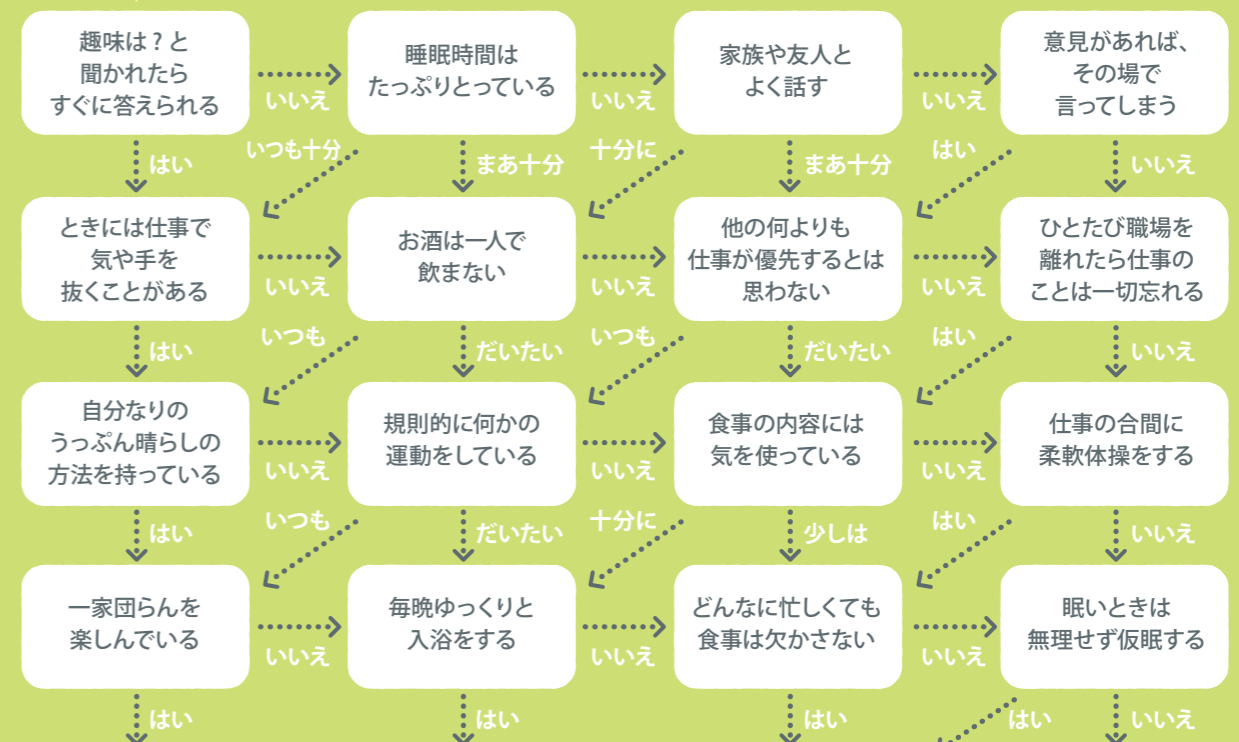 趣味は？と
聞かれたら
すぐに答えられる
いいえ
睡眠時間は
たっぷりとっている
いいえ
家族や友人と
よく話す
いいえ
意見があれば、
その場で
言ってしまう
はい
いつも十分
まあ十分
十分に
まあ十分
はい
いいえ
ときには仕事で
気や手を
抜くことがある
いいえ
お酒は一人で
飲まない
いいえ
他の何よりも
仕事が優先するとは
思わない
いいえ
ひとたび職場を
離れたら仕事の
ことは一切忘れる
はい
いつも
だいたい
いつも
だいたい
はい
いいえ
自分なりの
うっぷん晴らしの
方法を持っている
いいえ
規則的に何かの
運動をしている
いいえ
食事の内容には
気を使っている
いいえ
仕事の合間に
柔軟体操をする
はい
いつも
だいたい
十分に
少しは
はい
いいえ
一家団らんを
楽しんでいる
いいえ
毎晩ゆっくりと
入浴をする
いいえ
どんなに忙しくても
食事は欠かさない
いいえ
眠いときは
無理せず仮眠する
はい
はい
はい
はい
いいえ